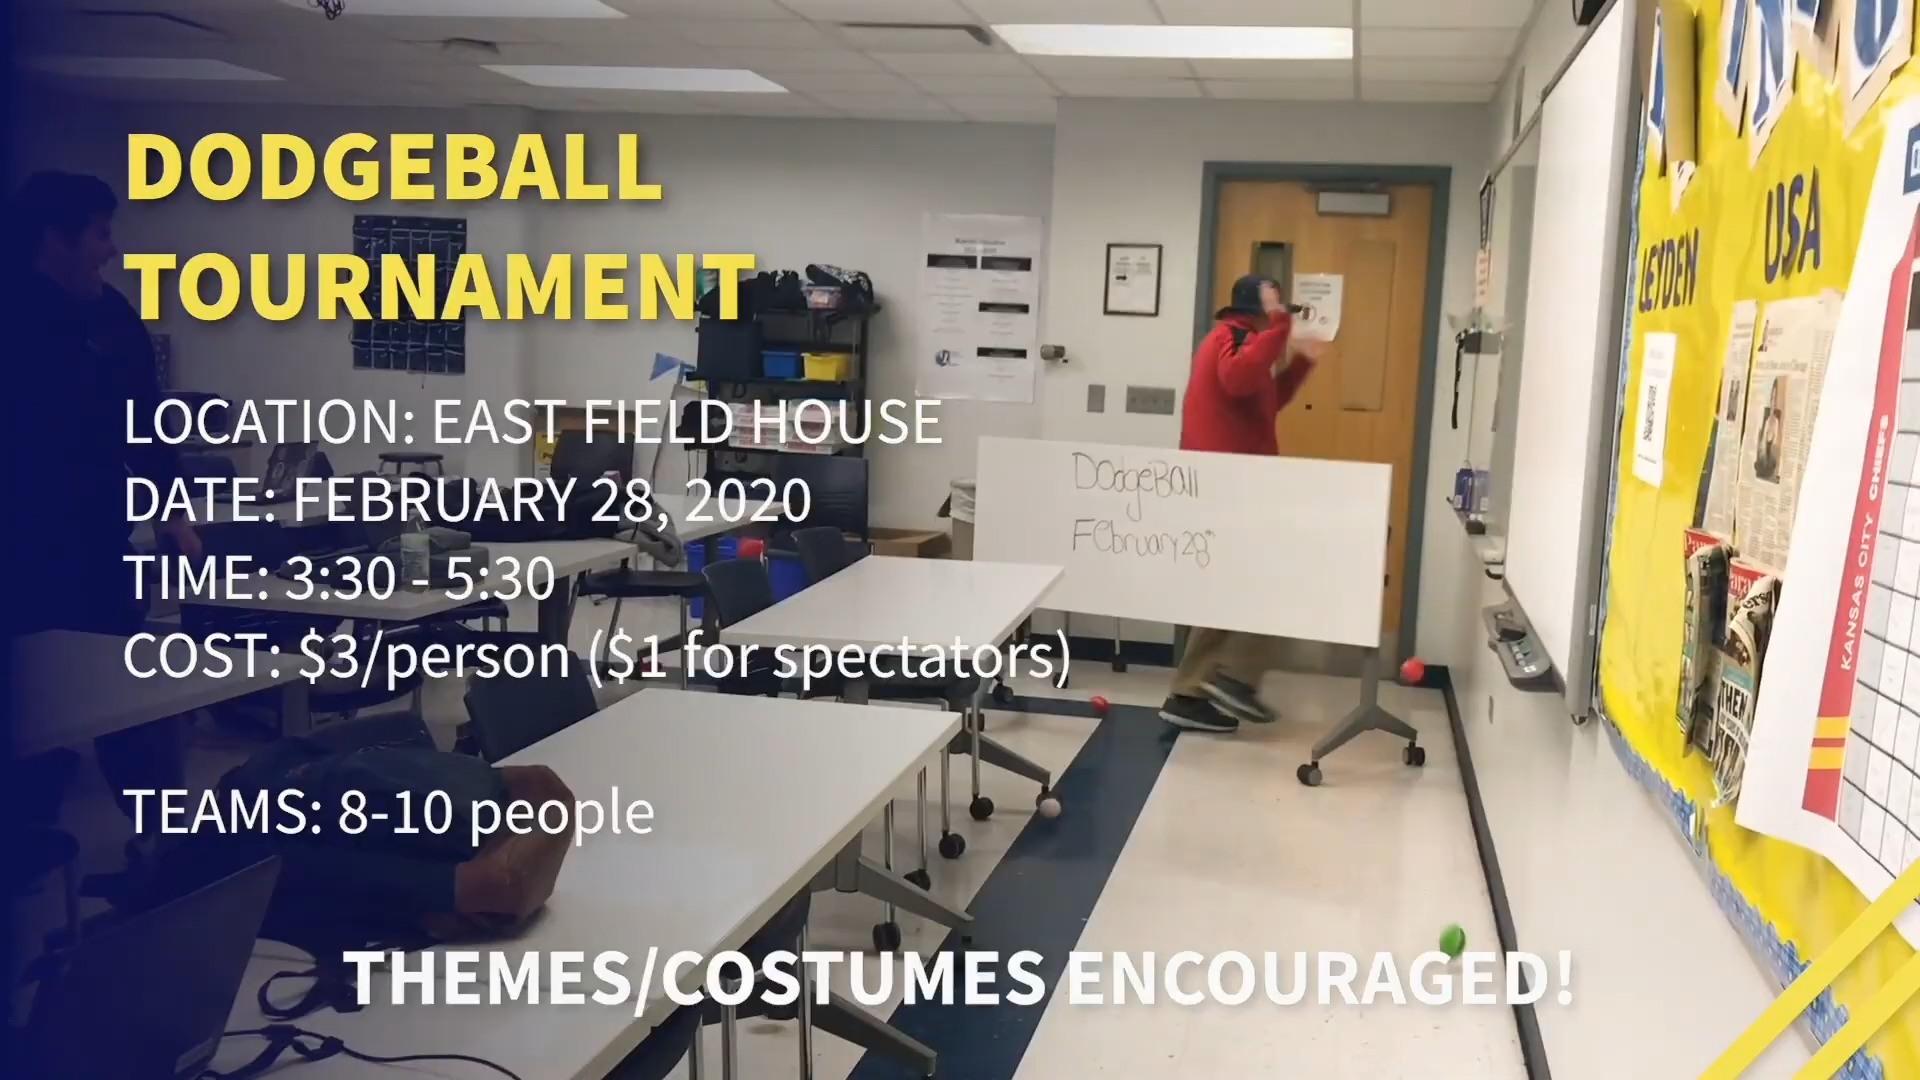 DODGEBALL
TOURNAMENT
LOCATION: EAST FIELD HOUSE
DATE: FEBRUARY 28, 2020
TIME: 3:30 - 5:30
COST: $3/person ($1 for spectators)
TEAMS: 8-10 people
THEMES/COSTUMES ENCOURAGED!
DodgeBall
February 28th
LEYDEN
USA
KANSAS CITY CHIEFS
THEN